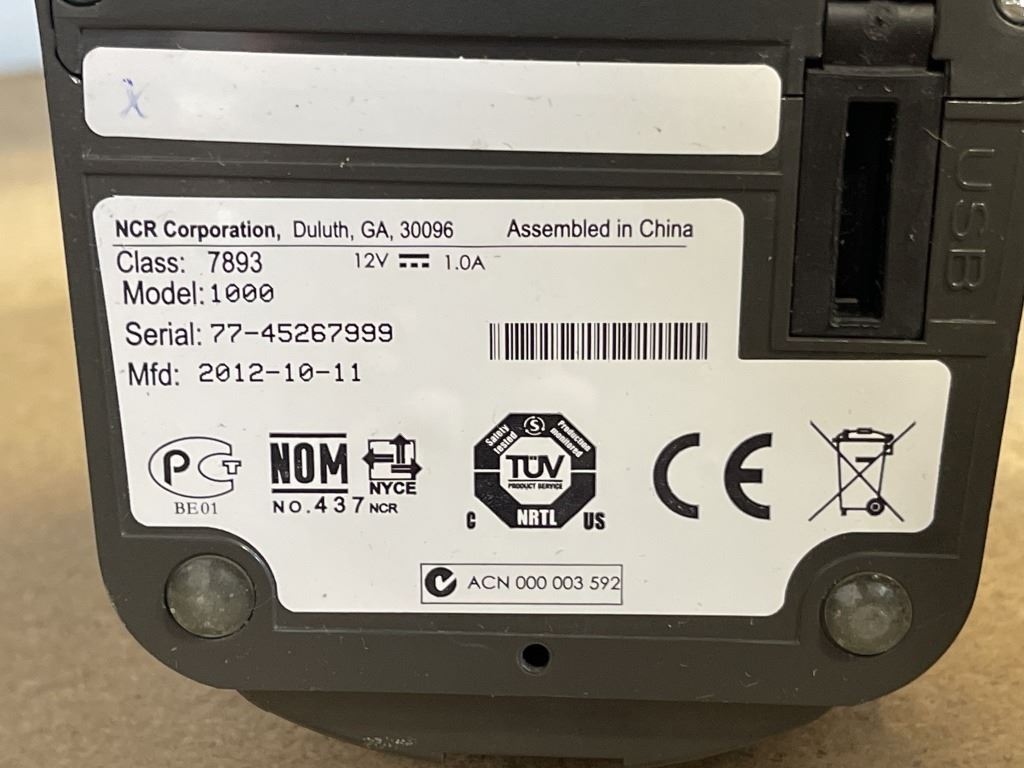 X
USB
NCR Corporation, Duluth, GA, 30096 Assembled in China
Class: 7893 12V 1.0A
Model: 1000
Serial: 77-45267999
Mfd: 2012-10-11
PCT
BE01
NOM
NO.437
NYCE
NCR
Safety tested
S
Production monitored
TÜV
PRODUCT SERVICE
C NRTL US
CE
ACN 000 003 592